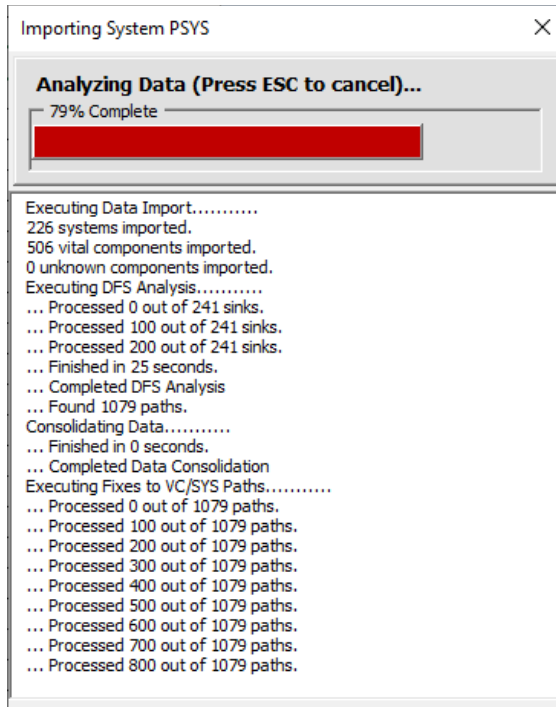 Importing System PSYS
Analyzing Data (Press ESC to cancel)...
79% Complete
Executing Data Import...........
226 systems imported.
506 vital components imported.
0 unknown components imported.
Executing DFS Analysis...........
... Processed 0 out of 241 sinks.
... Processed 100 out of 241 sinks.
... Processed 200 out of 241 sinks.
... Finished in 25 seconds.
... Completed DFS Analysis
... Found 1079 paths.
Consolidating Data...........
... Finished in 0 seconds.
... Completed Data Consolidation
Executing Fixes to VC/SYS Paths...........
... Processed 0 out of 1079 paths.
... Processed 100 out of 1079 paths.
... Processed 200 out of 1079 paths.
... Processed 300 out of 1079 paths.
... Processed 400 out of 1079 paths.
... Processed 500 out of 1079 paths.
... Processed 600 out of 1079 paths.
... Processed 700 out of 1079 paths.
... Processed 800 out of 1079 paths.